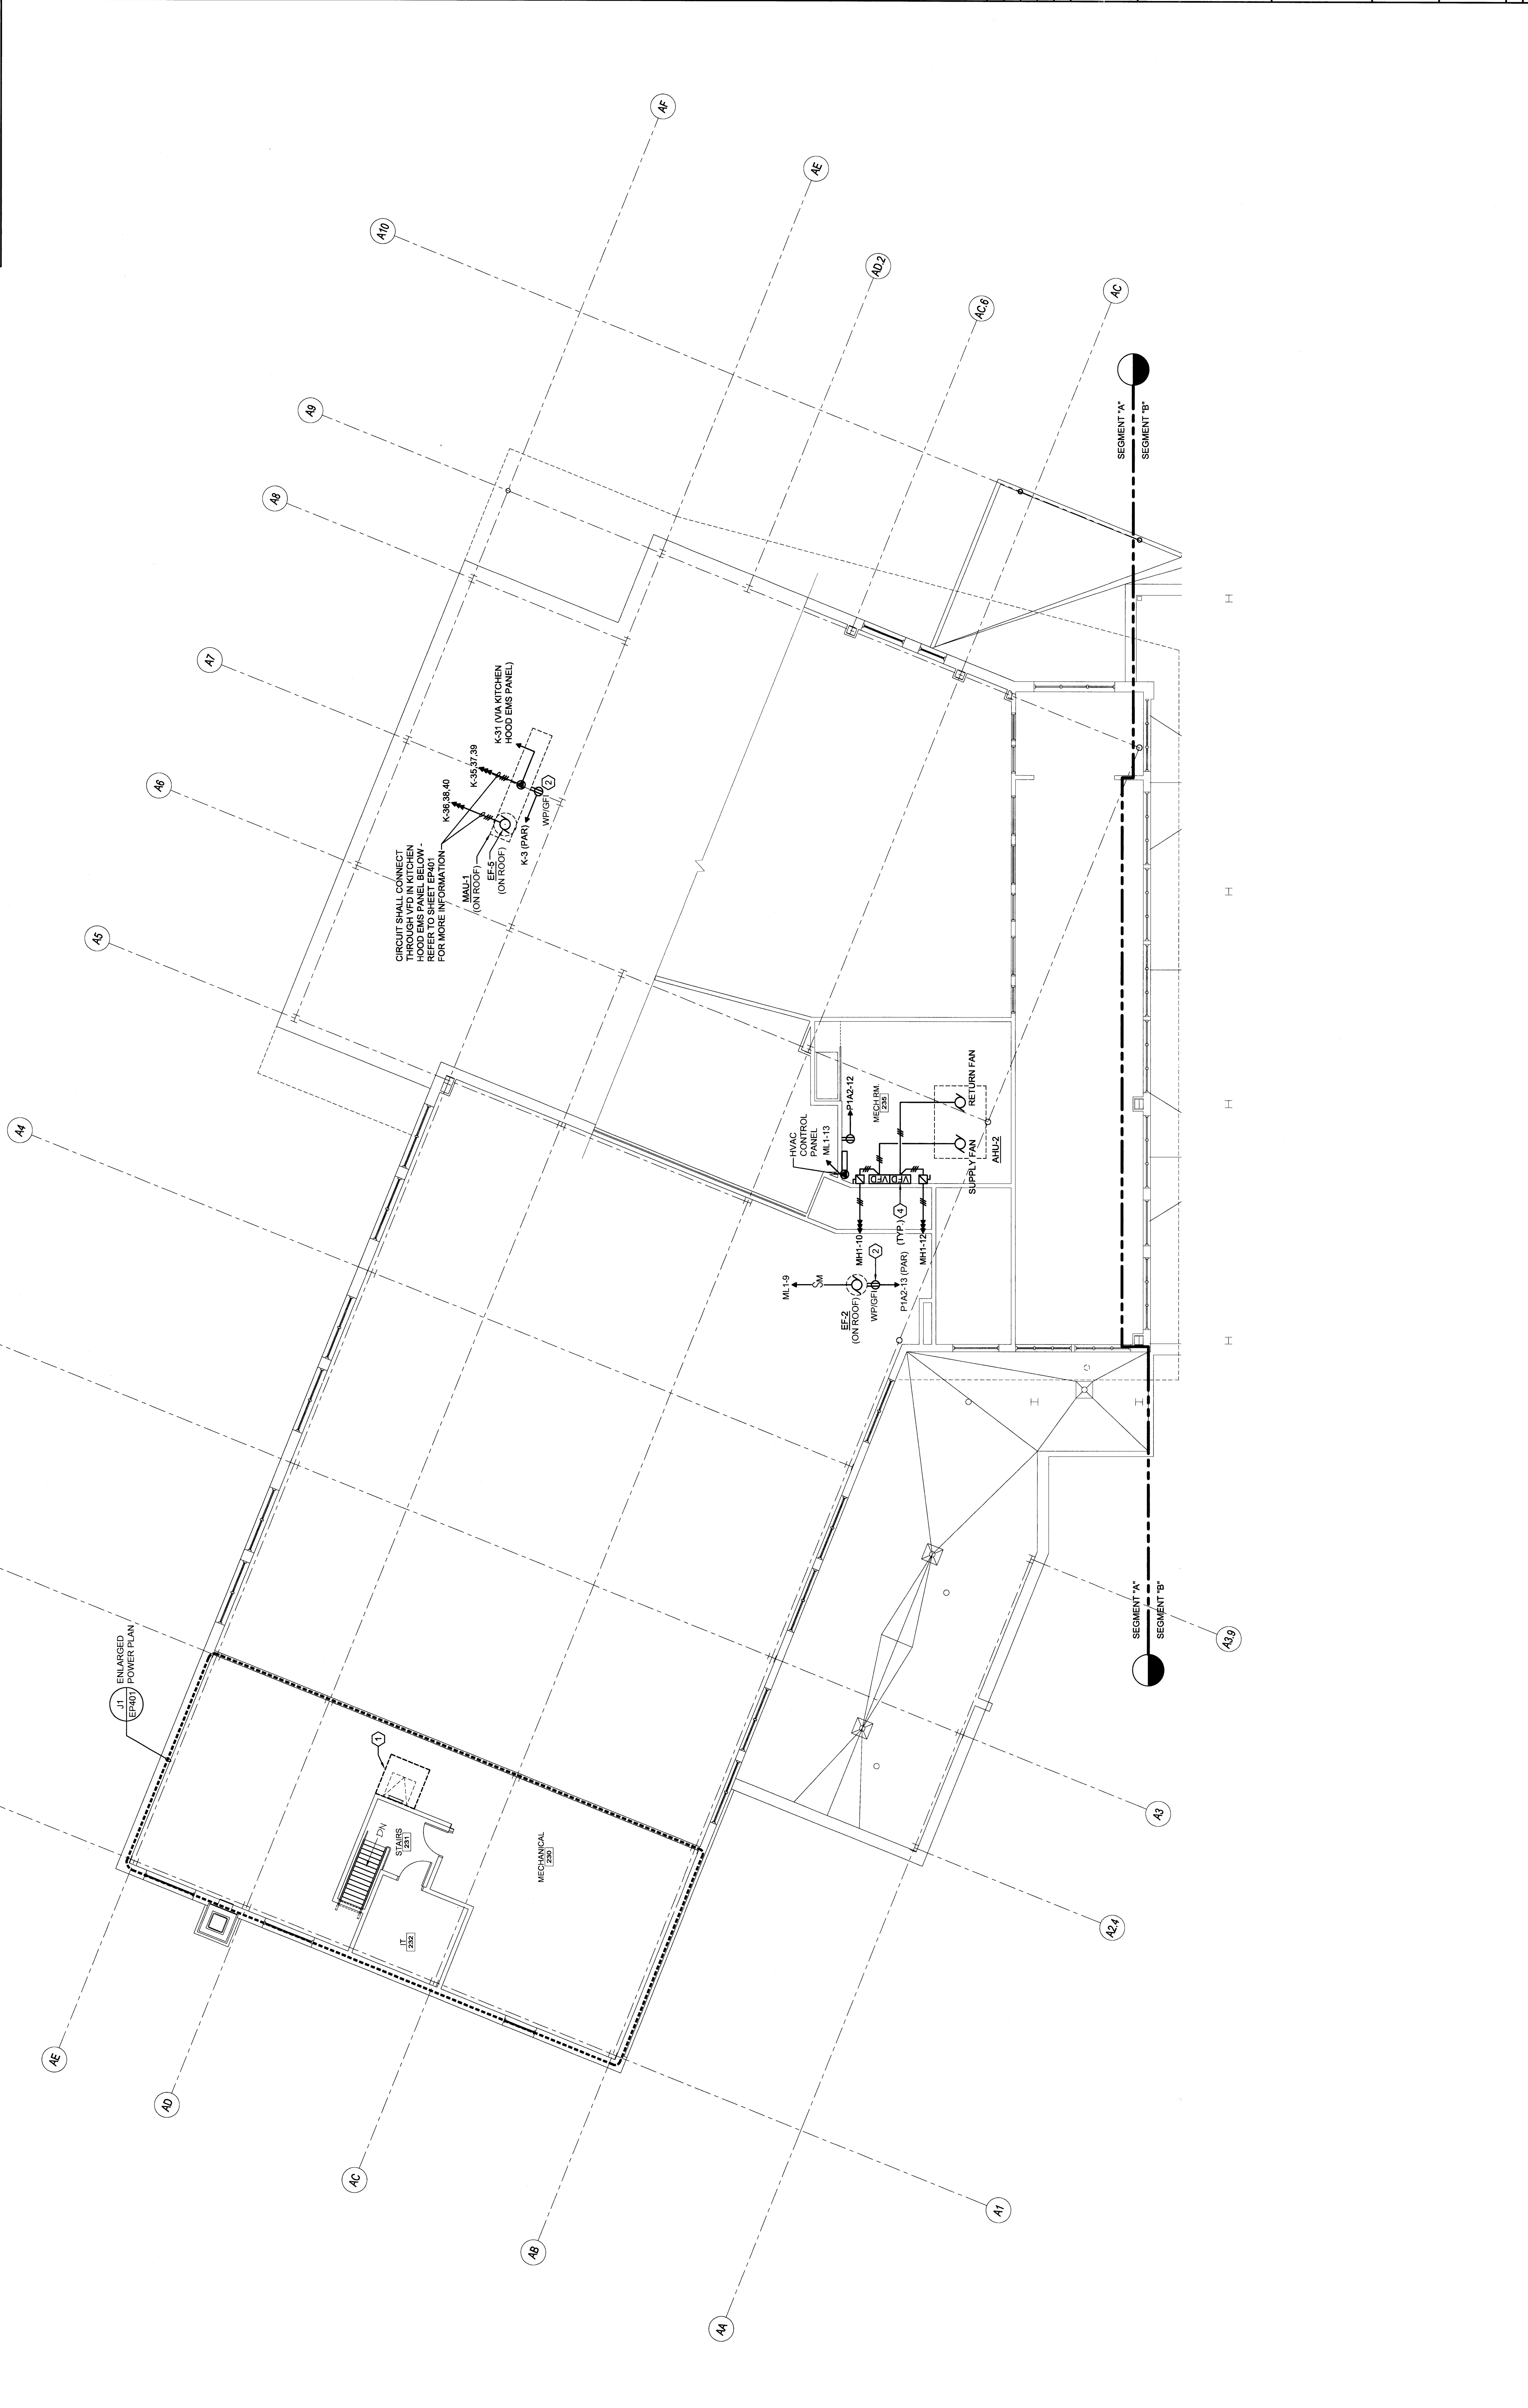 AF
AE
A10
AD.2
AC.6
AC
A9
A8
SEGMENT "A"
SEGMENT "B"
A7
K-31 (VIA KITCHEN
HOOD EMS PANEL)
K-35,37,39
K-36,38,40
2
WP/GFI
K-3 (PAR)
A6
CIRCUIT SHALL CONNECT
THROUGH VFD IN KITCHEN
HOOD EMS PANEL BELOW -
REFER TO SHEET EP401
FOR MORE INFORMATION
MAU-1
(ON ROOF)
EF-5
(ON ROOF)
A5
A4
HVAC
CONTROL
PANEL
ML1-13
P1A2-12
MECH RM.
235
RETURN FAN
SUPPLY FAN
AHU-2
VFD
VFD
MH1-10
(TYP.)
4
MH1-12
2
ML1-9
SM
EF-2
(ON ROOF)
WP/GFI
P1A2-13 (PAR)
J1
EP401
ENLARGED
POWER PLAN
1
DN
STAIRS
231
MECHANICAL
230
IT
232
SEGMENT "A"
SEGMENT "B"
A3.9
A3
A2.4
AE
AD
AC
AB
AA
A1